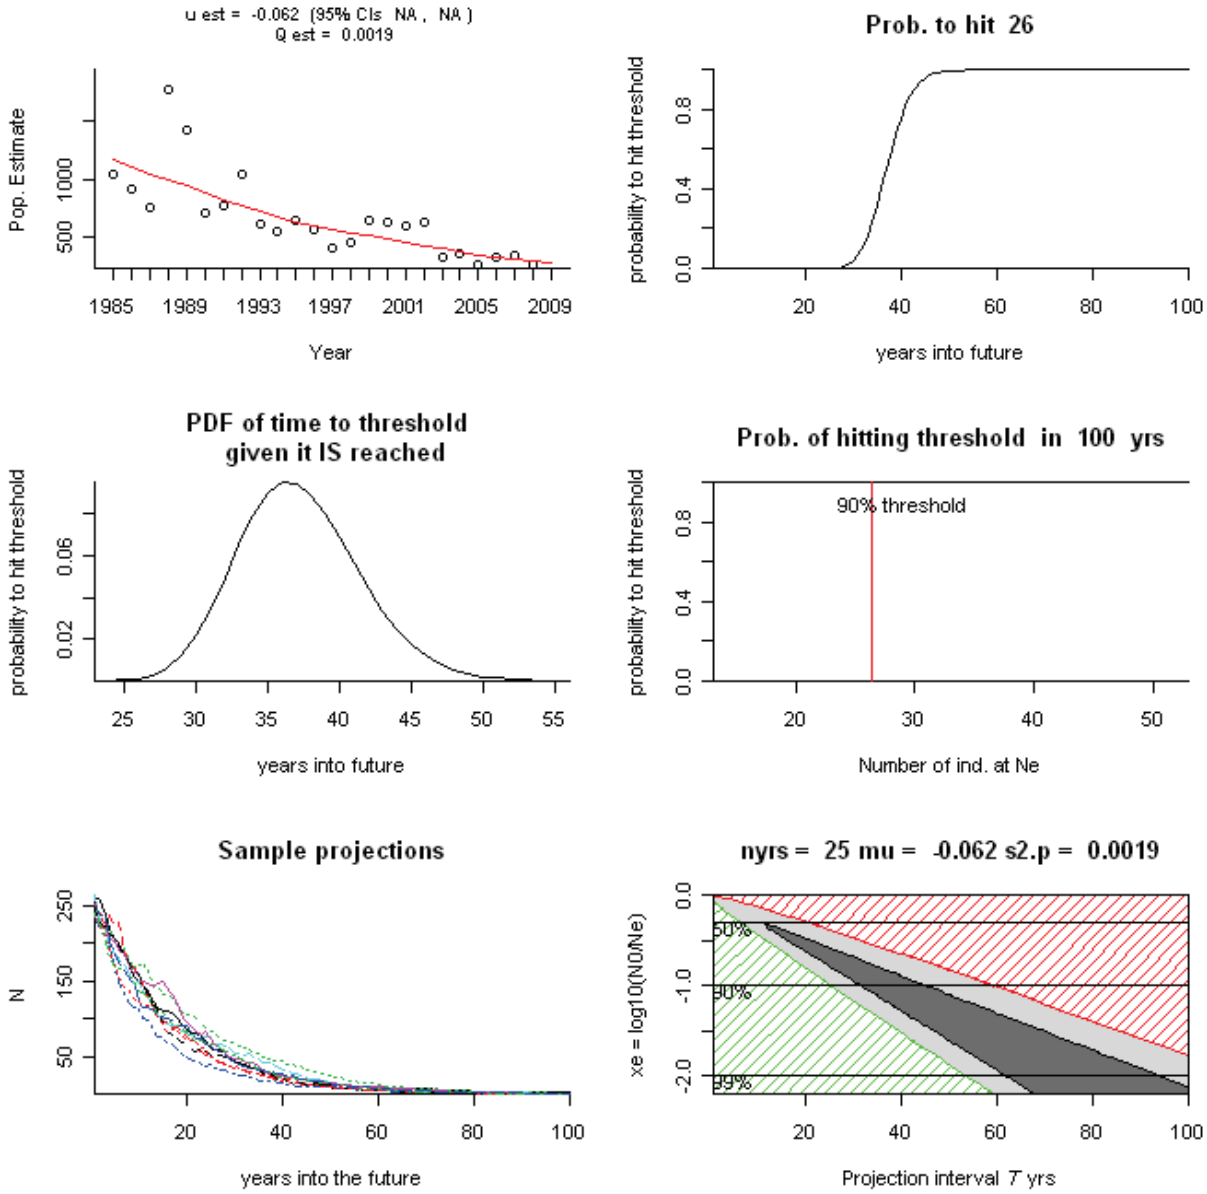 u est = -0.062 (95% CIs NA , NA )
Q est = 0.0019
Pop. Estimate
1000
500
1985 1989 1993 1997 2001 2005 2009
Year
Prob. to hit 26
probability to hit threshold
0.8
0.4
0.0
20 40 60 80 100
years into future
PDF of time to threshold
given it IS reached
probability to hit threshold
0.06
0.02
25 30 35 40 45 50 55
years into future
Prob. of hitting threshold in 100 yrs
probability to hit threshold
0.8
0.4
0.0
90% threshold
20 30 40 50
Number of ind. at Ne
Sample projections
N
250
150
50
20 40 60 80 100
years into the future
nyrs = 25 mu = -0.062 s2.p = 0.0019
xe = log10(N0/Ne)
0.0
-1.0
-2.0
50%
90%
99%
20 40 60 80 100
Projection interval T yrs